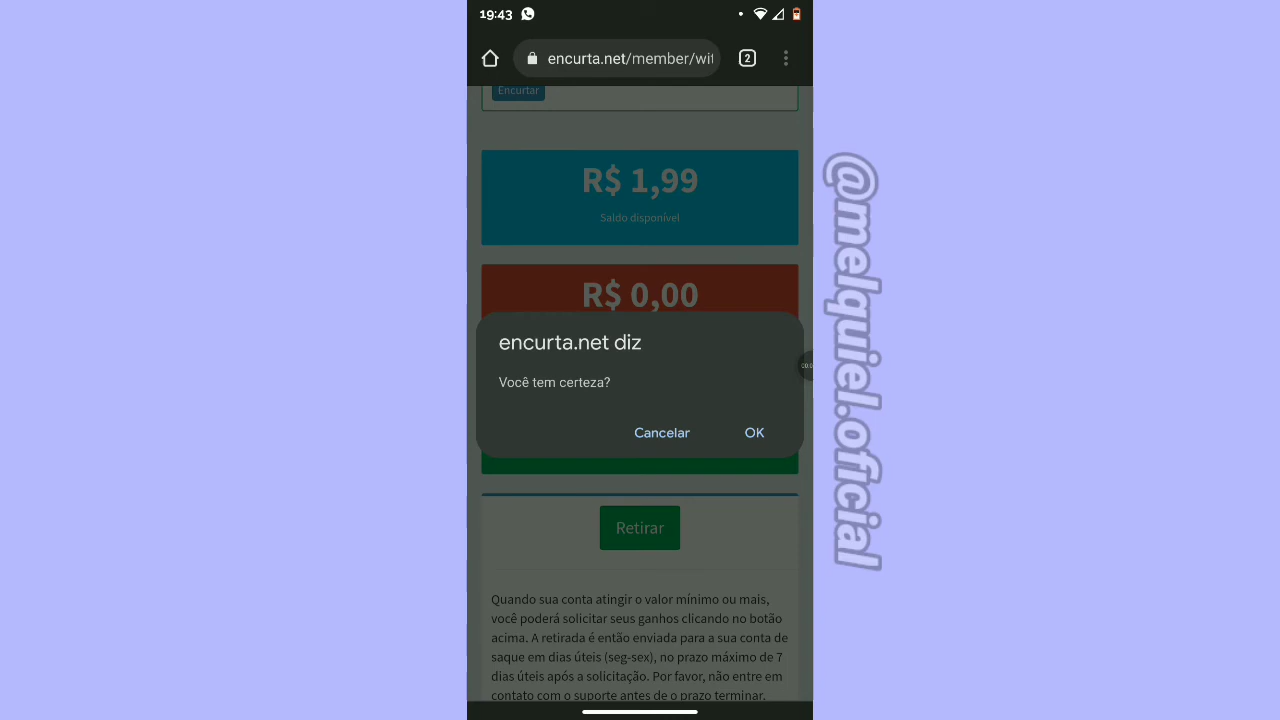 19:43
encurta.net/member/wit
2
Encurtar
R$ 1,99
Saldo disponível
R$ 0,00
encurta.net diz
Você tem certeza?
Cancelar
OK
Retirar
Quando sua conta atingir o valor mínimo ou mais,
você poderá solicitar seus ganhos clicando no botão
acima. A retirada é então enviada para a sua conta de
saque em dias úteis (seg-sex), no prazo máximo de 7
dias úteis após a solicitação. Por favor, não entre em
contato com o suporte antes de o prazo terminar.
@melquiel.oficial